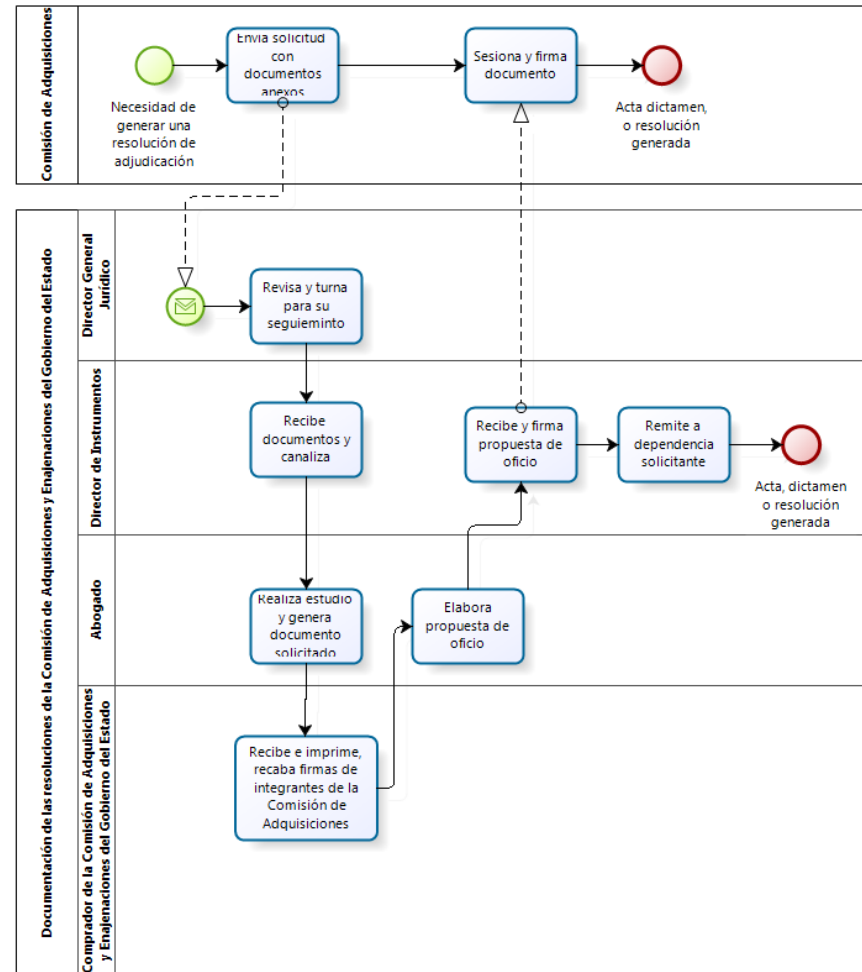 Comisión de Adquisiciones
Necesidad de
generar una
resolución de
adjudicación
Envía solicitud
con
documentos
anexos
Sesiona y firma
documento
Acta dictamen,
o resolución
generada
Documentación de las resoluciones de la Comisión de Adquisiciones y Enajenaciones del Gobierno del Estado
Director General
Jurídico
Revisa y turna
para su
seguieminto
Director de Instrumentos
Recibe
documentos y
canaliza
Recibe y firma
propuesta de
oficio
Remite a
dependencia
solicitante
Acta, dictamen
o resolución
generada
Abogado
Realiza estudio
y genera
documento
solicitado
Elabora
propuesta de
oficio
Comprador de la Comisión de Adquisiciones
y Enajenaciones del Gobierno del Estado
Recibe e imprime,
recaba firmas de
integrantes de la
Comisión de
Adquisiciones